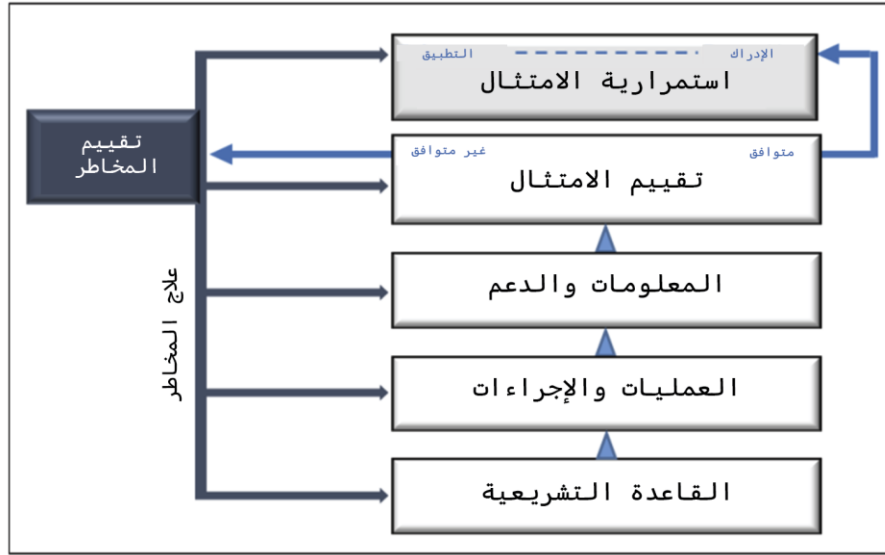 الإدراك
التطبيق
استمرارية الامتثال
تقييم
المخاطر
متوافق
غير متوافق
تقييم الامتثال
المعلومات والدعم
علاج المخاطر
العمليات والإجراءات
القاعدة التشريعية